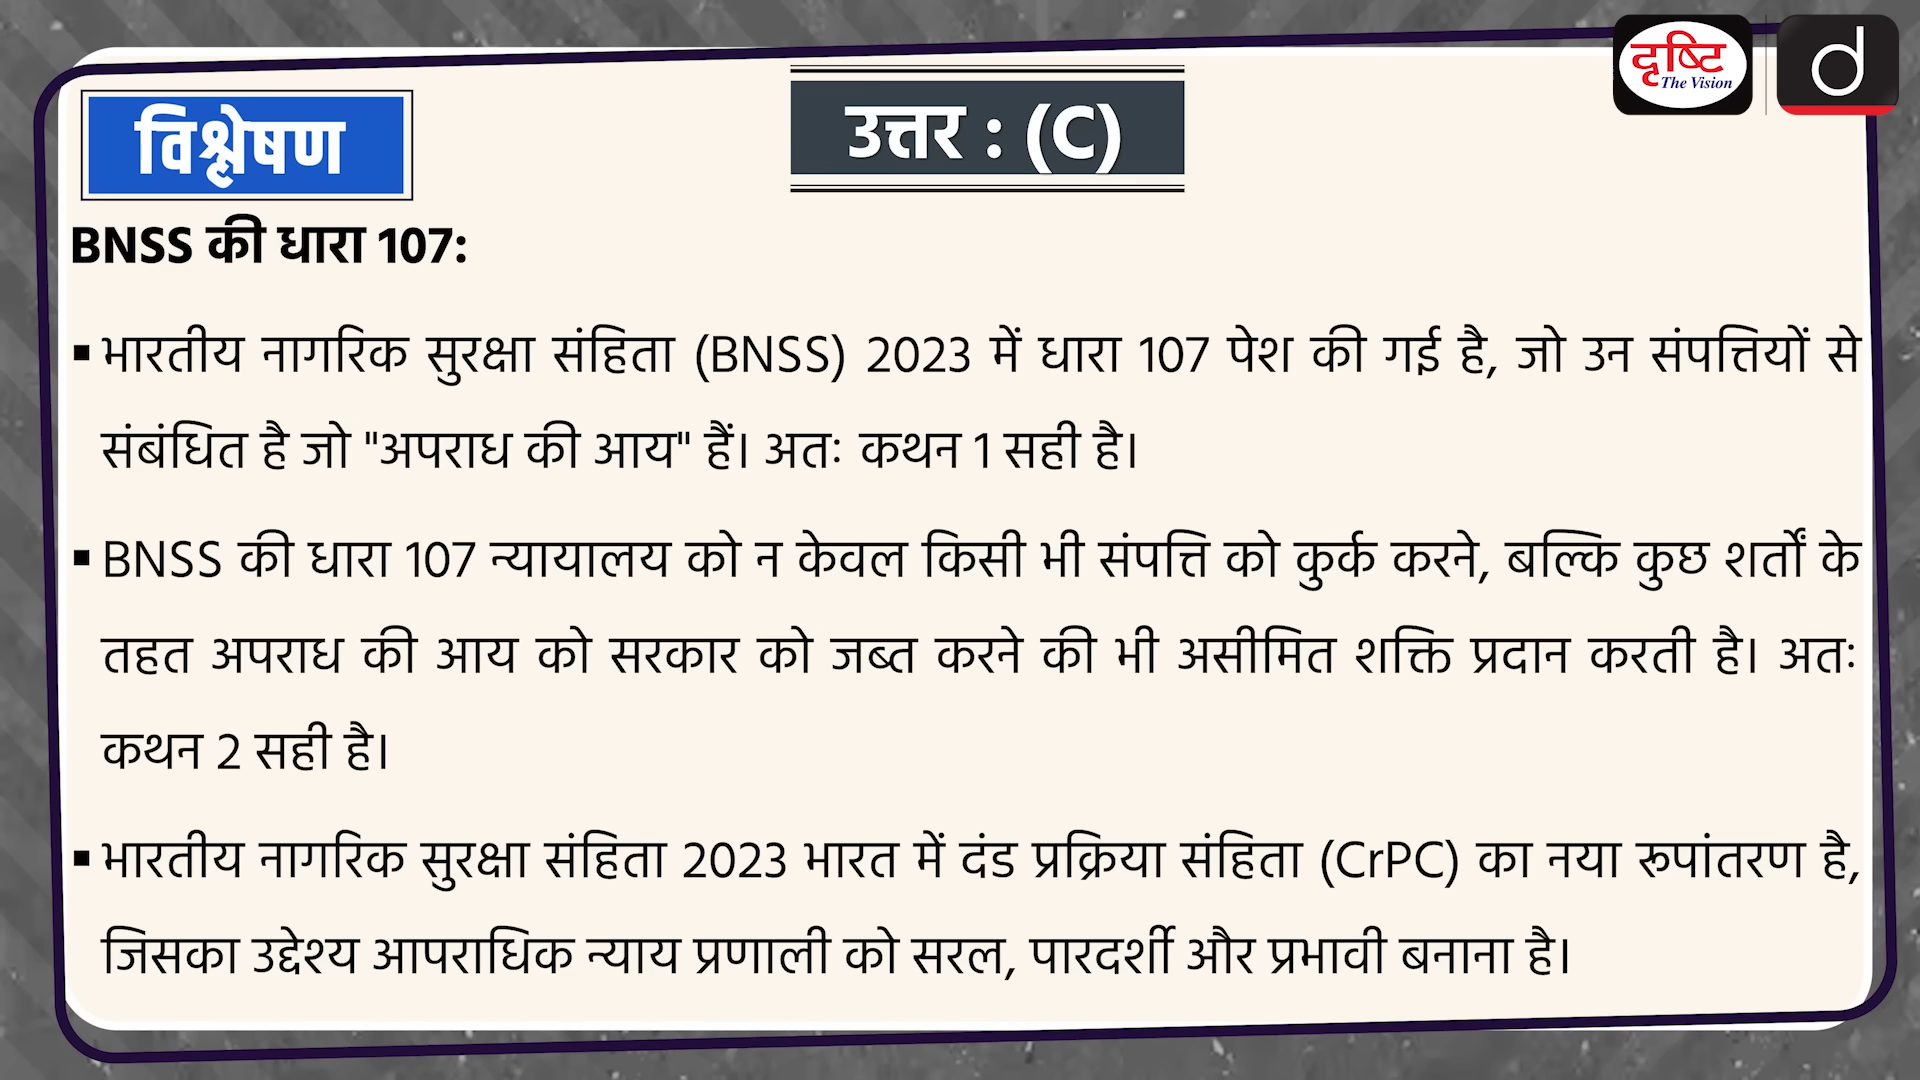 दृष्टि
The Vision
d
विश्लेषण
उत्तर : (C)
BNSS की धारा 107:
▪ भारतीय नागरिक सुरक्षा संहिता (BNSS) 2023 में धारा 107 पेश की गई है, जो उन संपत्तियों से
संबंधित है जो "अपराध की आय" हैं। अतः कथन 1 सही है।
▪ BNSS की धारा 107 न्यायालय को न केवल किसी भी संपत्ति को कुर्क करने, बल्कि कुछ शर्तों के
तहत अपराध की आय को सरकार को जब्त करने की भी असीमित शक्ति प्रदान करती है। अतः
कथन 2 सही है।
▪ भारतीय नागरिक सुरक्षा संहिता 2023 भारत में दंड प्रक्रिया संहिता (CrPC) का नया रूपांतरण है,
जिसका उद्देश्य आपराधिक न्याय प्रणाली को सरल, पारदर्शी और प्रभावी बनाना है।